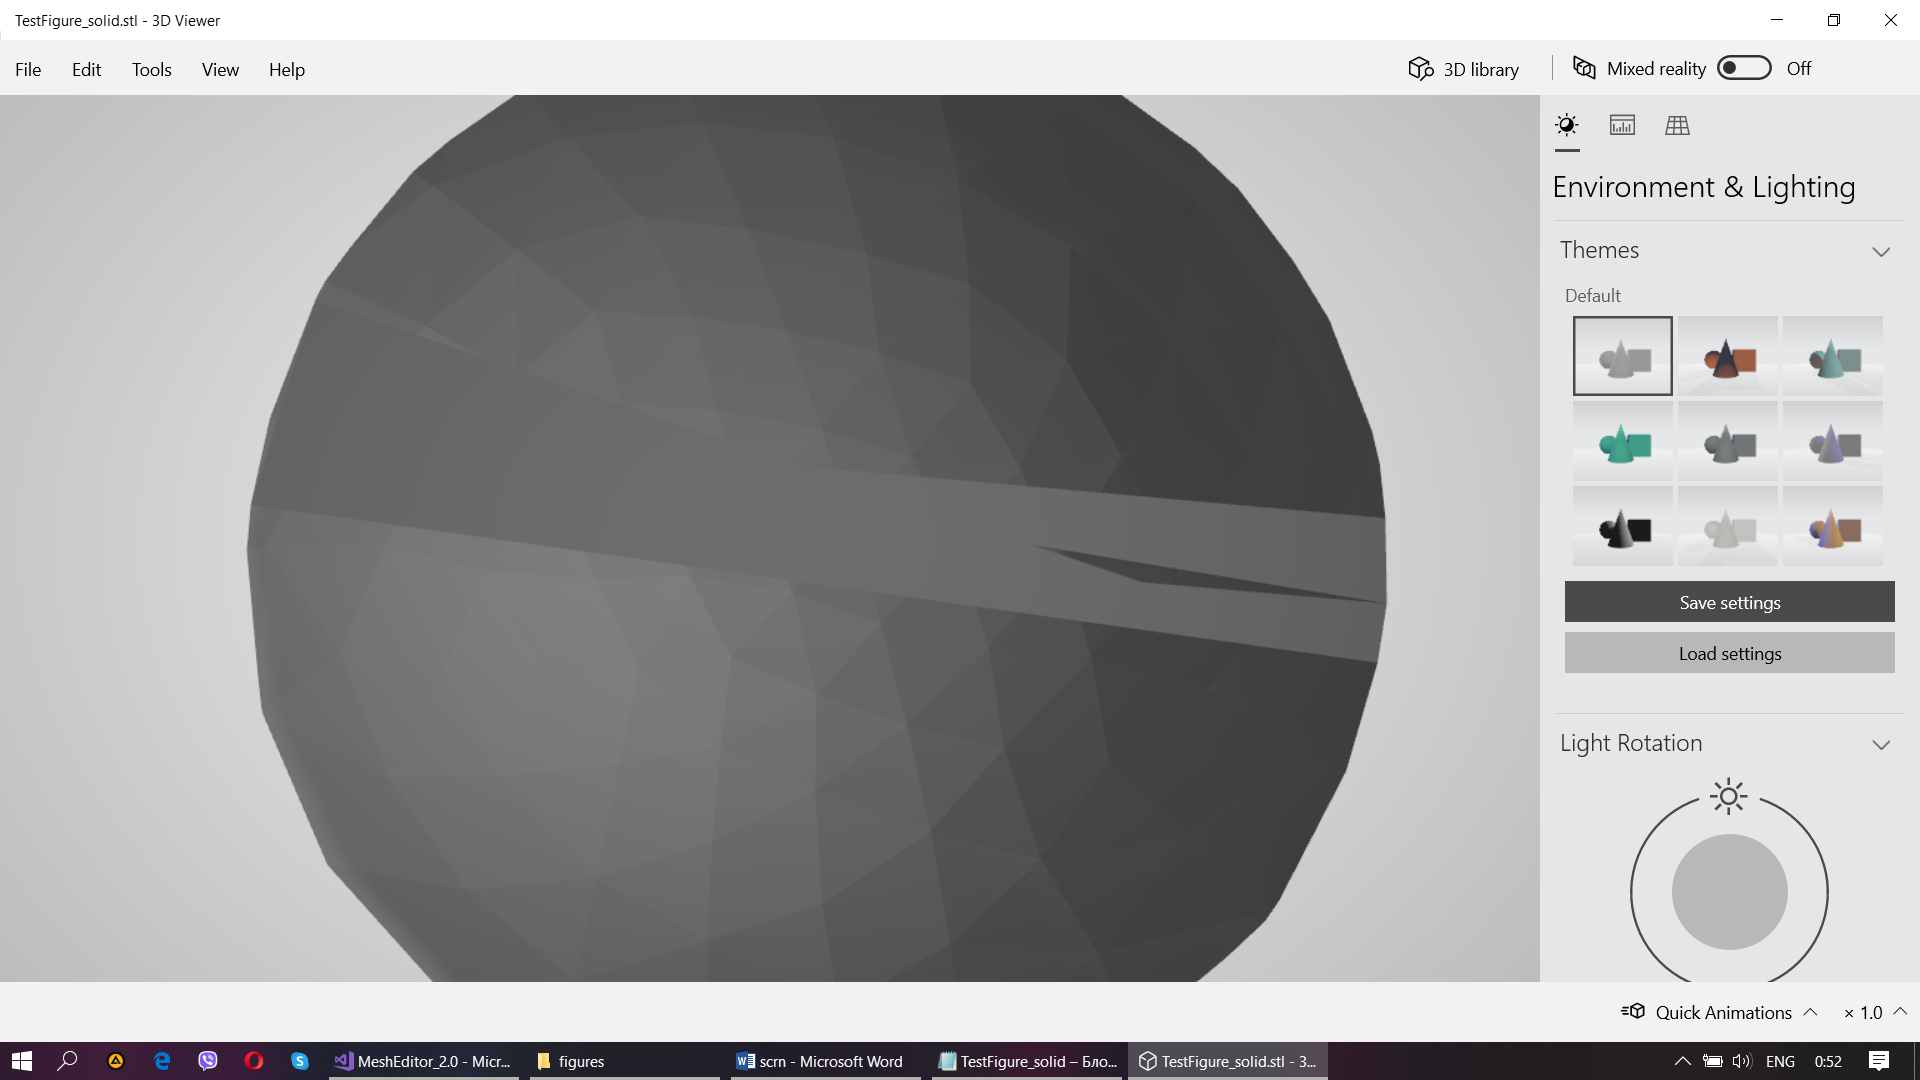 TestFigure_solid.stl - 3D Viewer
File Edit Tools View Help 3D library Mixed reality Off
Environment & Lighting
Themes
Default
Save settings
Load settings
Light Rotation
Quick Animations × 1.0
MeshEditor_2.0 - Micr... figures scrn - Microsoft Word TestFigure_solid – Бло... TestFigure_solid.stl - 3... ENG 0:52